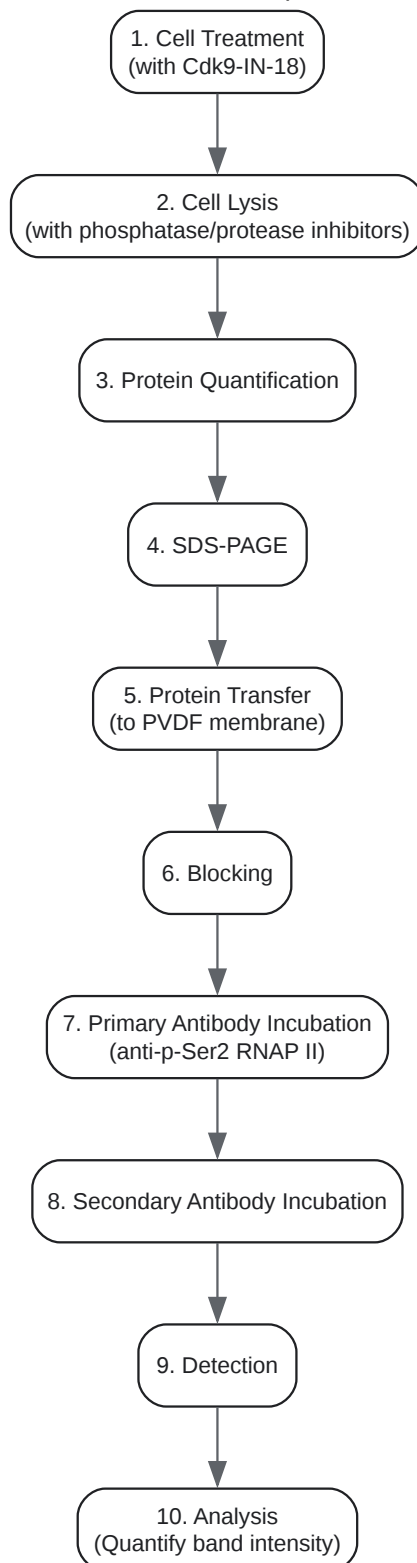 1. Cell Treatment
(with Cdk9-IN-18)
2. Cell Lysis
(with phosphatase/protease inhibitors)
3. Protein Quantification
4. SDS-PAGE
5. Protein Transfer
(to PVDF membrane)
6. Blocking
7. Primary Antibody Incubation
(anti-p-Ser2 RNAP II)
8. Secondary Antibody Incubation
9. Detection
10. Analysis
(Quantify band intensity)